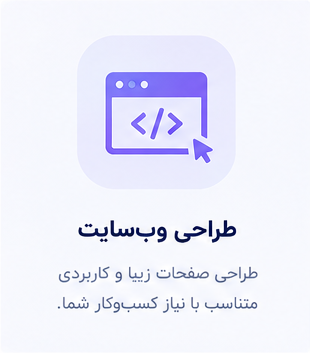 </>
طراحی وب‌سایت
طراحی صفحات زیبا و کاربردی
متناسب با نیاز کسب‌وکار شما.